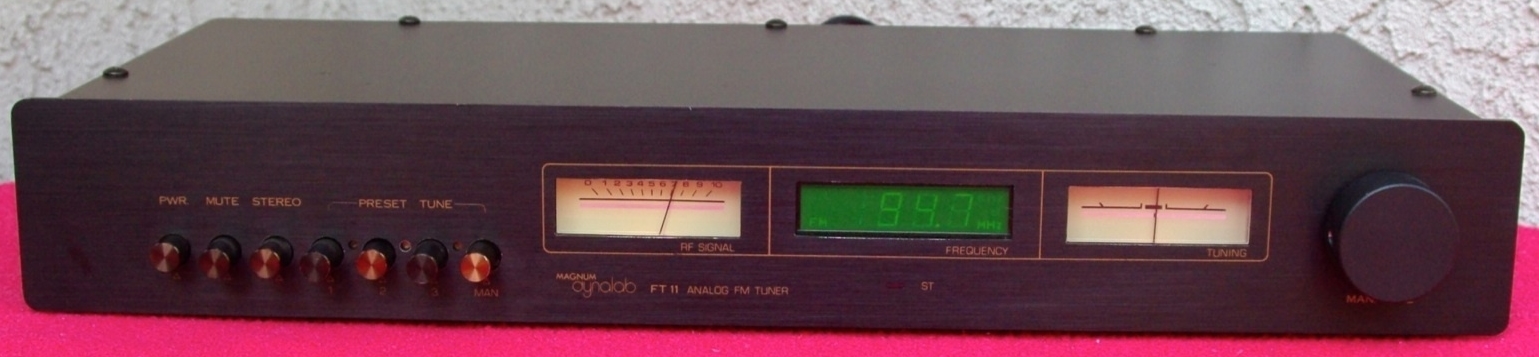 PWR. MUTE STEREO PRESET TUNE
1 2 3 MAN
0 1 2 3 4 5 6 7 8 9 10
RF SIGNAL
FM 94.7 MHz
FREQUENCY
TUNING
MAGNUM
dynalab FT 11 ANALOG FM TUNER
ST